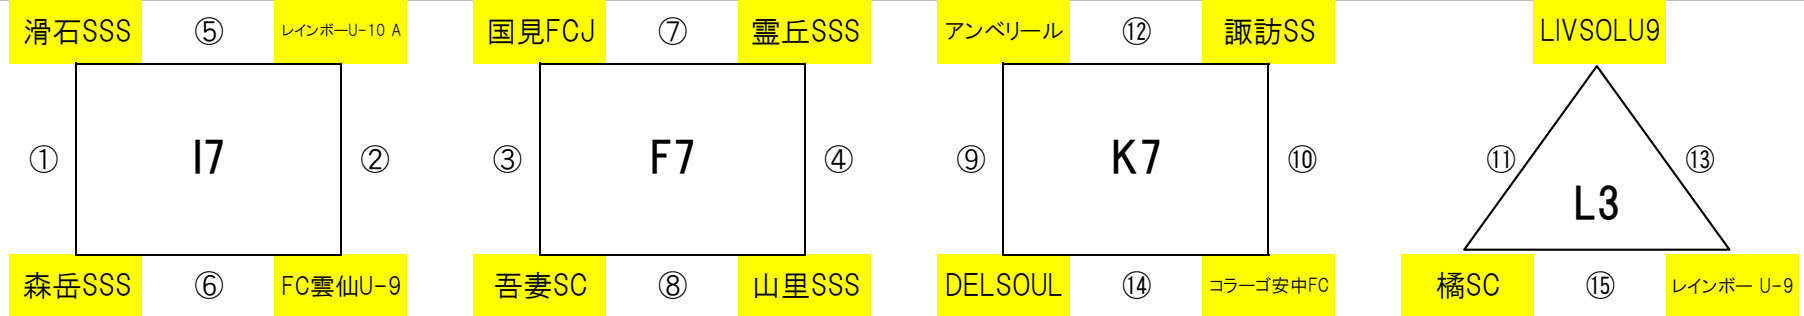 滑石SSS ⑤ レインボーU-10 A
① I7 ②
森岳SSS ⑥ FC雲仙U-9
国見FCJ ⑦ 霊丘SSS
③ F7 ④
吾妻SC ⑧ 山里SSS
アンベリール ⑫ 諏訪SS
⑨ K7 ⑩
DELSOUL ⑭ コラーゴ安中FC
LIVSOLU9
⑪ ⑬
L3
橘SC ⑮ レインボー U-9